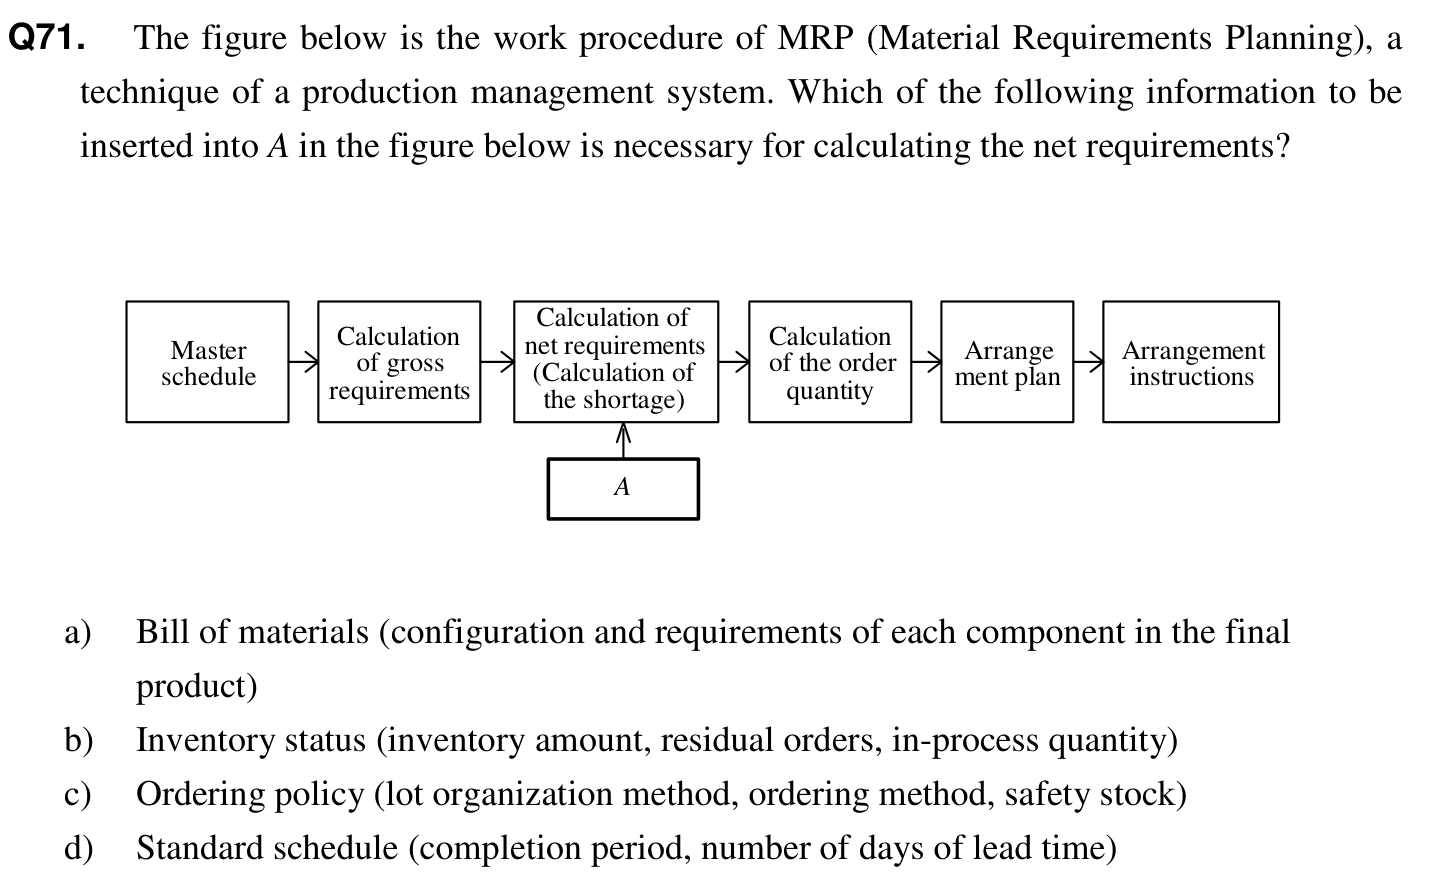 Q71. The figure below is the work procedure of MRP (Material Requirements Planning), a
technique of a production management system. Which of the following information to be
inserted into A in the figure below is necessary for calculating the net requirements?
Master
schedule
Calculation
of gross
requirements
Calculation of
net requirements
(Calculation of
the shortage)
Calculation
of the order
quantity
Arrange
ment plan
Arrangement
instructions
A
a) Bill of materials (configuration and requirements of each component in the final
product)
b) Inventory status (inventory amount, residual orders, in-process quantity)
c) Ordering policy (lot organization method, ordering method, safety stock)
d) Standard schedule (completion period, number of days of lead time)